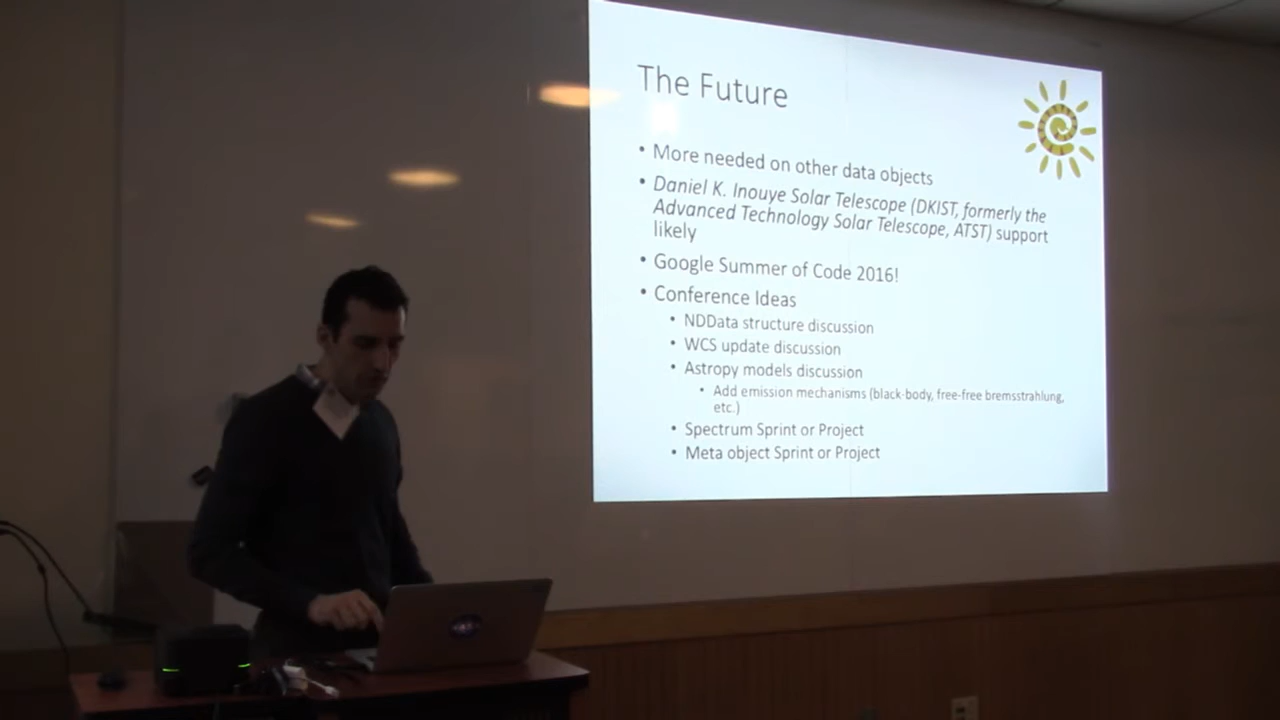 The Future
• More needed on other data objects
• Daniel K. Inouye Solar Telescope (DKIST, formerly the
Advanced Technology Solar Telescope, ATST) support
likely
• Google Summer of Code 2016!
• Conference Ideas
• NDData structure discussion
• WCS update discussion
• Astropy models discussion
• Add emission mechanisms (black-body, free-free bremsstrahlung,
etc.)
• Spectrum Sprint or Project
• Meta object Sprint or Project